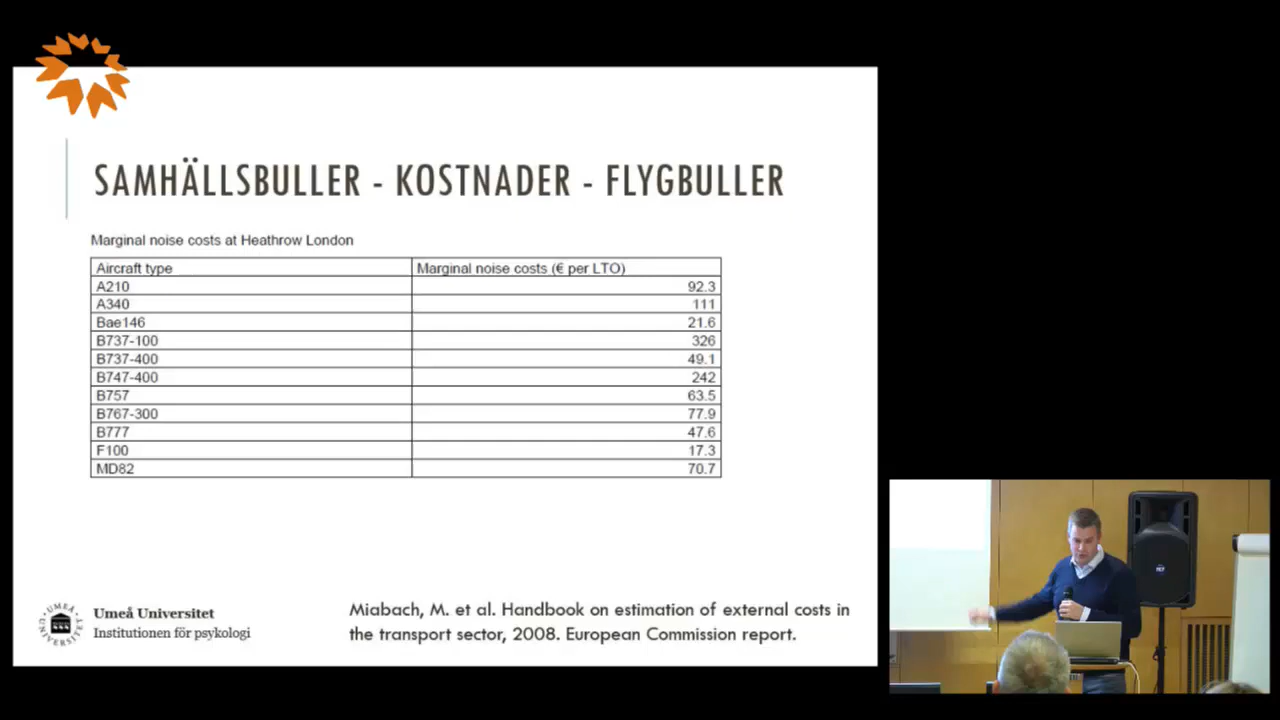 SAMHÄLLSBULLER - KOSTNADER - FLYGBULLER
Marginal noise costs at Heathrow London
Aircraft type Marginal noise costs (€ per LTO)
A210 92.3
A340 111
Bae146 21.6
B737-100 326
B737-400 49.1
B747-400 242
B757 63.5
B767-300 77.9
B777 47.6
F100 17.3
MD82 70.7
UMEÅ UNIVERSITET
Umeå Universitet
Institutionen för psykologi
Miabach, M. et al. Handbook on estimation of external costs in
the transport sector, 2008. European Commission report.